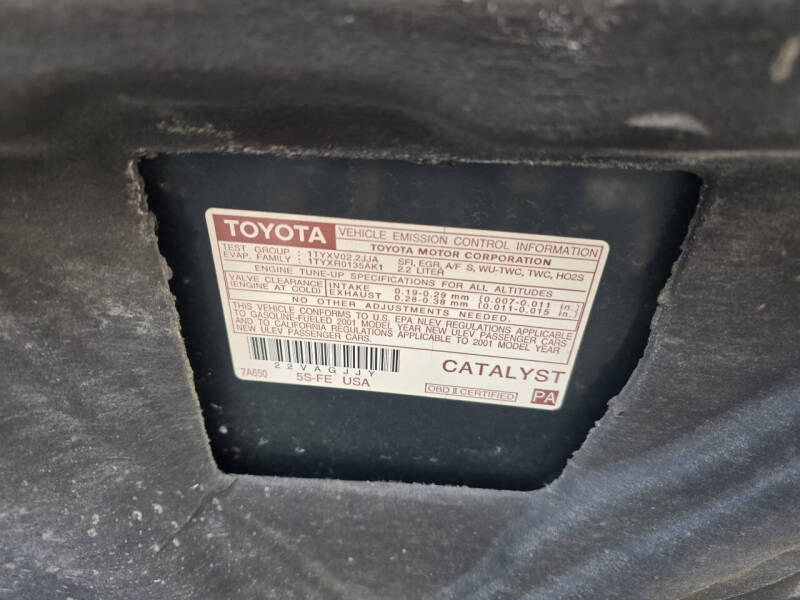 TOYOTA VEHICLE EMISSION CONTROL INFORMATION
TOYOTA MOTOR CORPORATION
TEST GROUP : 1TYXV02.2JJA SFI, EGR, A/F S, WU-TWC, TWC, HO2S
EVAP. FAMILY : 1TYXR0135AK1 2.2 LITER
ENGINE TUNE-UP SPECIFICATIONS FOR ALL ALTITUDES
VALVE CLEARANCE INTAKE 0.19-0.29 mm [0.007-0.011 in.]
(ENGINE AT COLD) EXHAUST 0.28-0.38 mm [0.011-0.015 in.]
NO OTHER ADJUSTMENTS NEEDED.
THIS VEHICLE CONFORMS TO U.S. EPA NLEV REGULATIONS APPLICABLE
TO GASOLINE-FUELED 2001 MODEL YEAR NEW ULEV PASSENGER CARS
AND TO CALIFORNIA REGULATIONS APPLICABLE TO 2001 MODEL YEAR
NEW ULEV PASSENGER CARS.
22VAGJJY
CATALYST
7A650 5S-FE USA
OBD II CERTIFIED PA